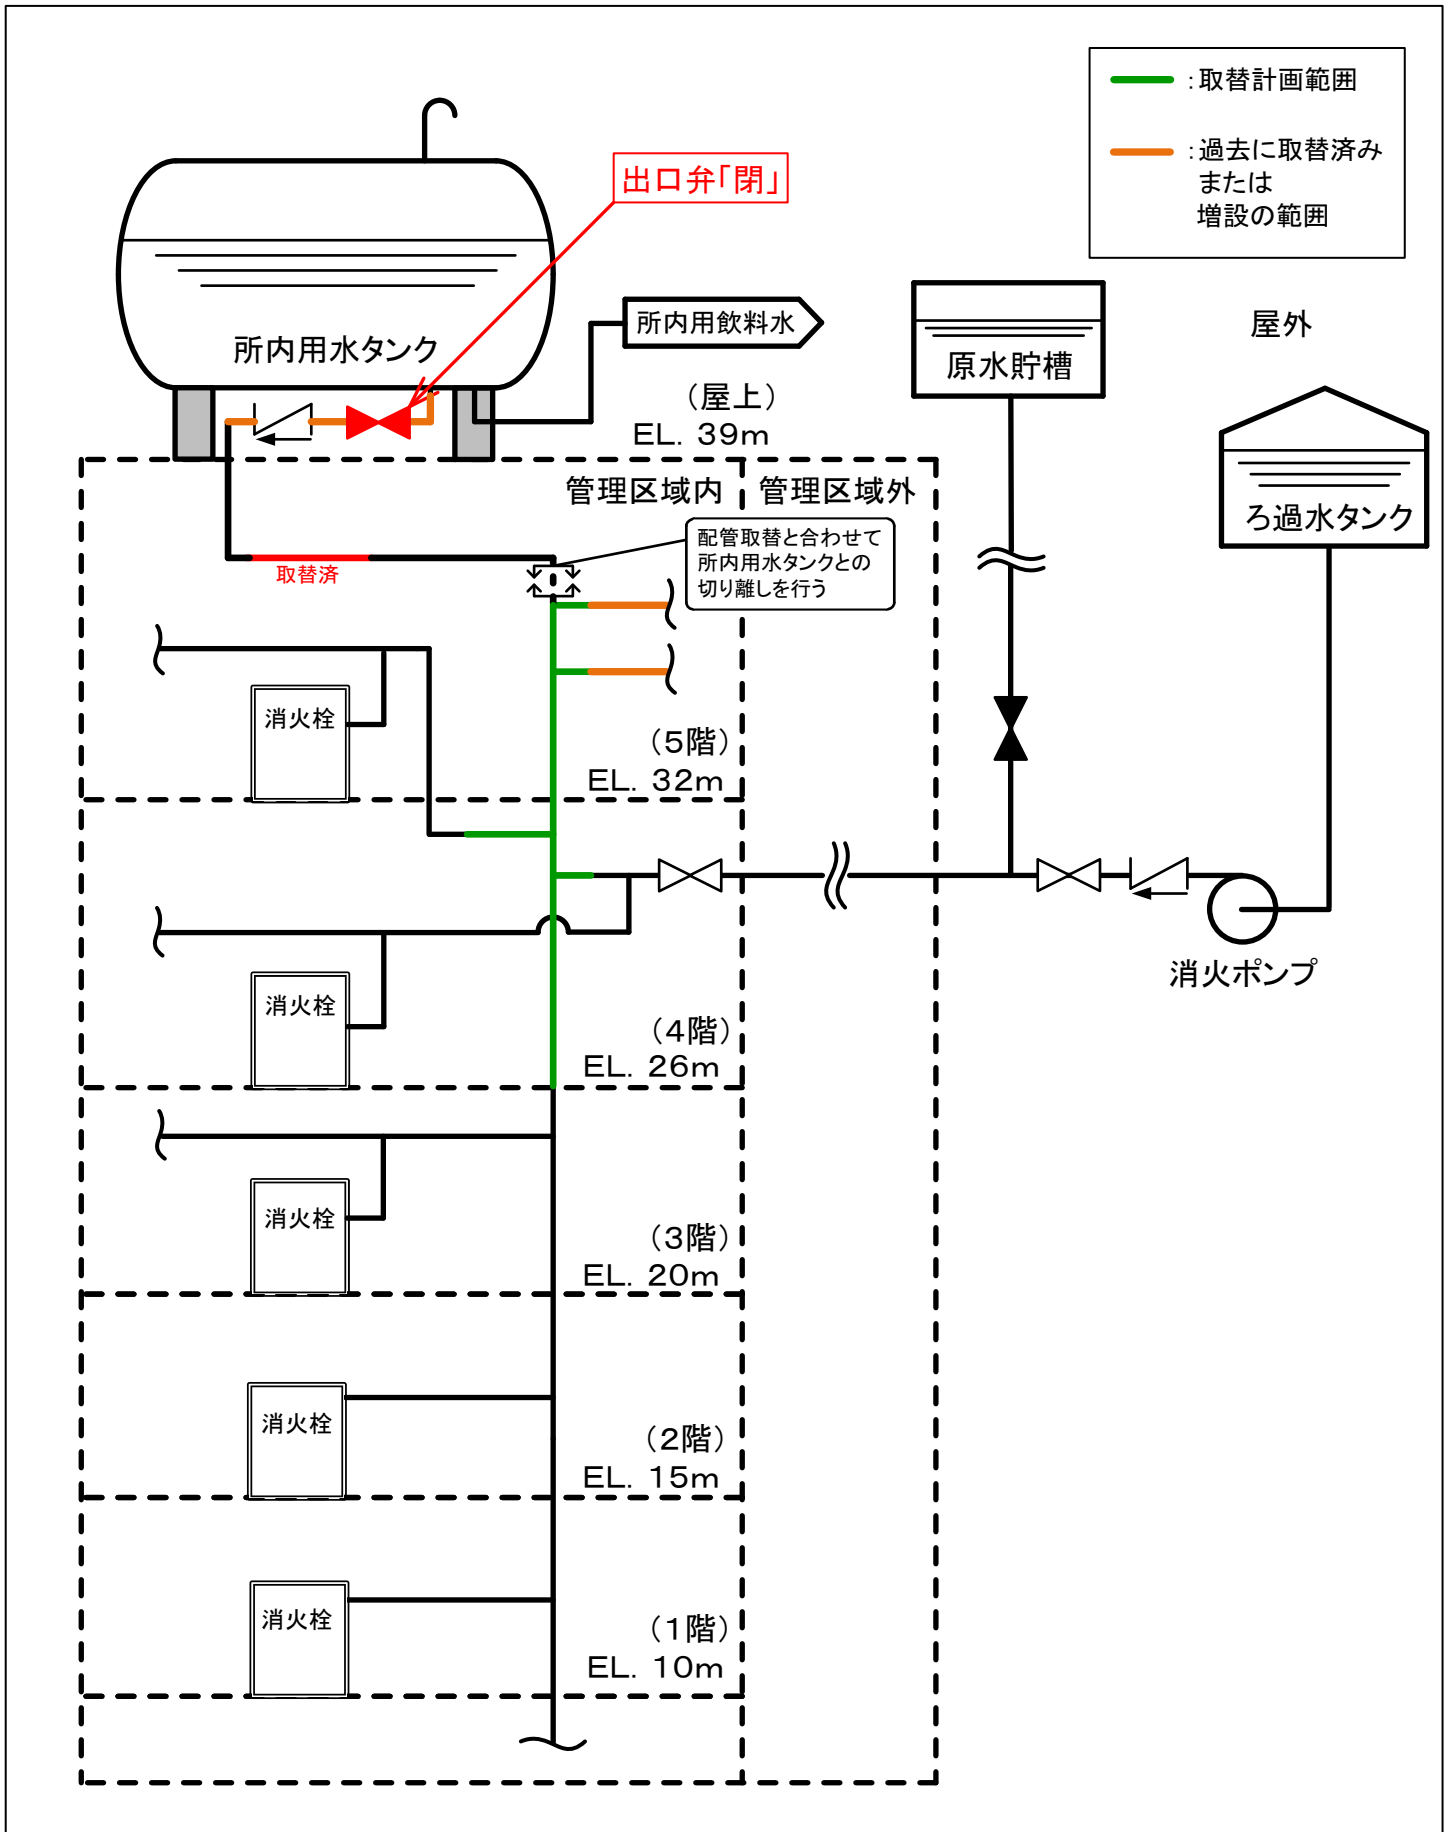 :取替計画範囲
:過去に取替済み
または
増設の範囲
出口弁「閉」
所内用水タンク
所内用飲料水
原水貯槽
屋外
ろ過水タンク
(屋上)
EL. 39m
管理区域内
管理区域外
配管取替と合わせて
所内用水タンクとの
切り離しを行う
取替済
消火栓
(5階)
EL. 32m
消火ポンプ
消火栓
(4階)
EL. 26m
消火栓
(3階)
EL. 20m
消火栓
(2階)
EL. 15m
消火栓
(1階)
EL. 10m